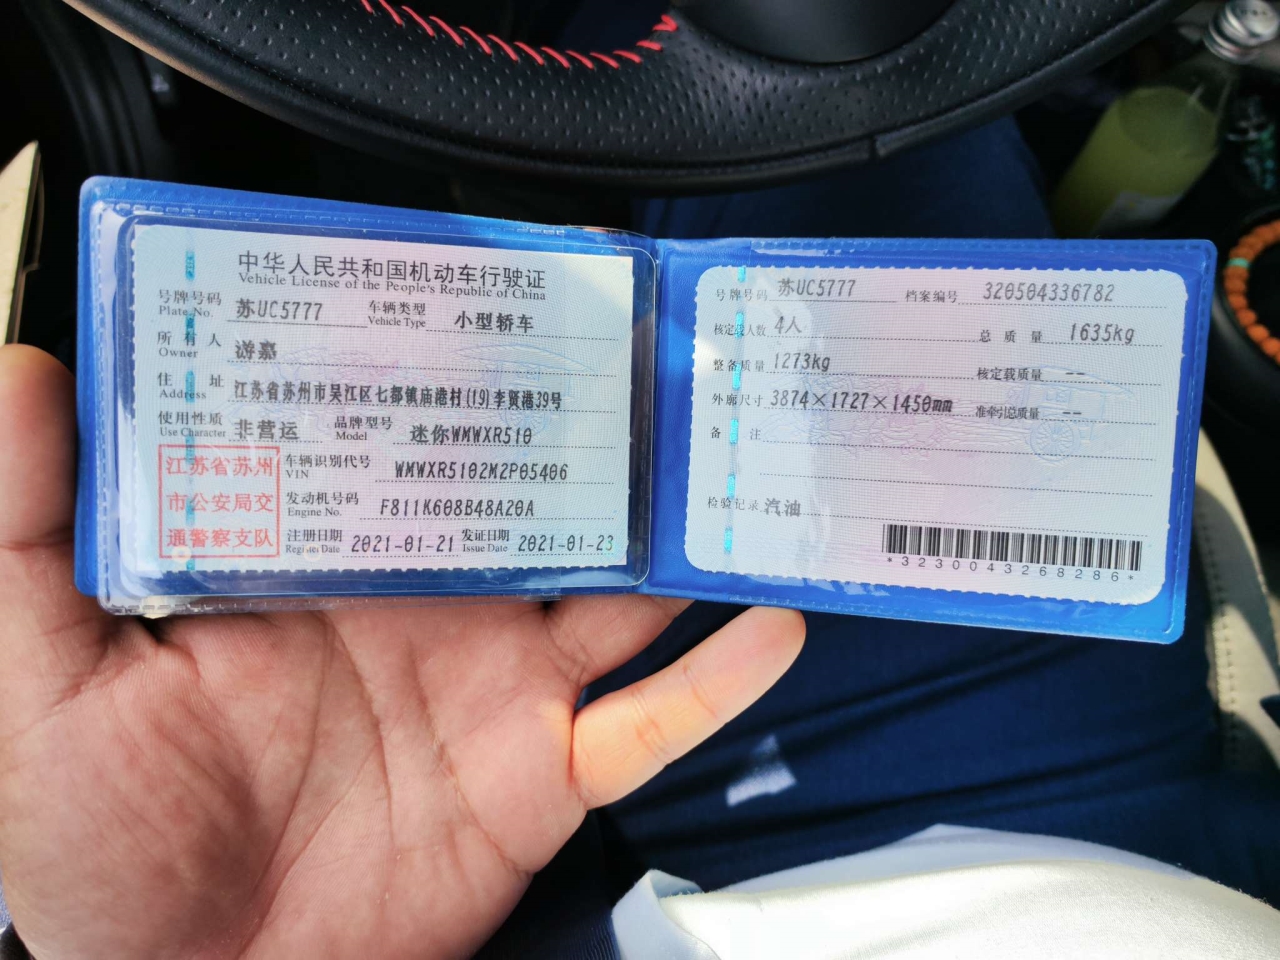 中华人民共和国机动车行驶证
Vehicle License of the People's Republic of China
号牌号码 苏UC5777 车辆类型 小型轿车
Plate No. Vehicle Type
所有人 游嘉
Owner
住址 江苏省苏州市吴江区七都镇庙港村(19)李贸港39号
Address
使用性质 非营运 品牌型号 迷你WMWXR510
Use Character Model
江苏省苏州
市公安局交
通警察支队
车辆识别代号 WMWXR5102M2P05406
VIN
发动机号码 F811K608B48A20A
Engine No.
注册日期 2021-01-21 发证日期 2021-01-23
Register Date Issue Date
号牌号码 苏UC5777 档案编号 320504336782
核定载人数 4人 总质量 1635kg
整备质量 1273kg 核定载质量 --
外廓尺寸 3874×1727×1450mm 准牵引总质量 --
备注
检验记录 汽油
*3230043268286*